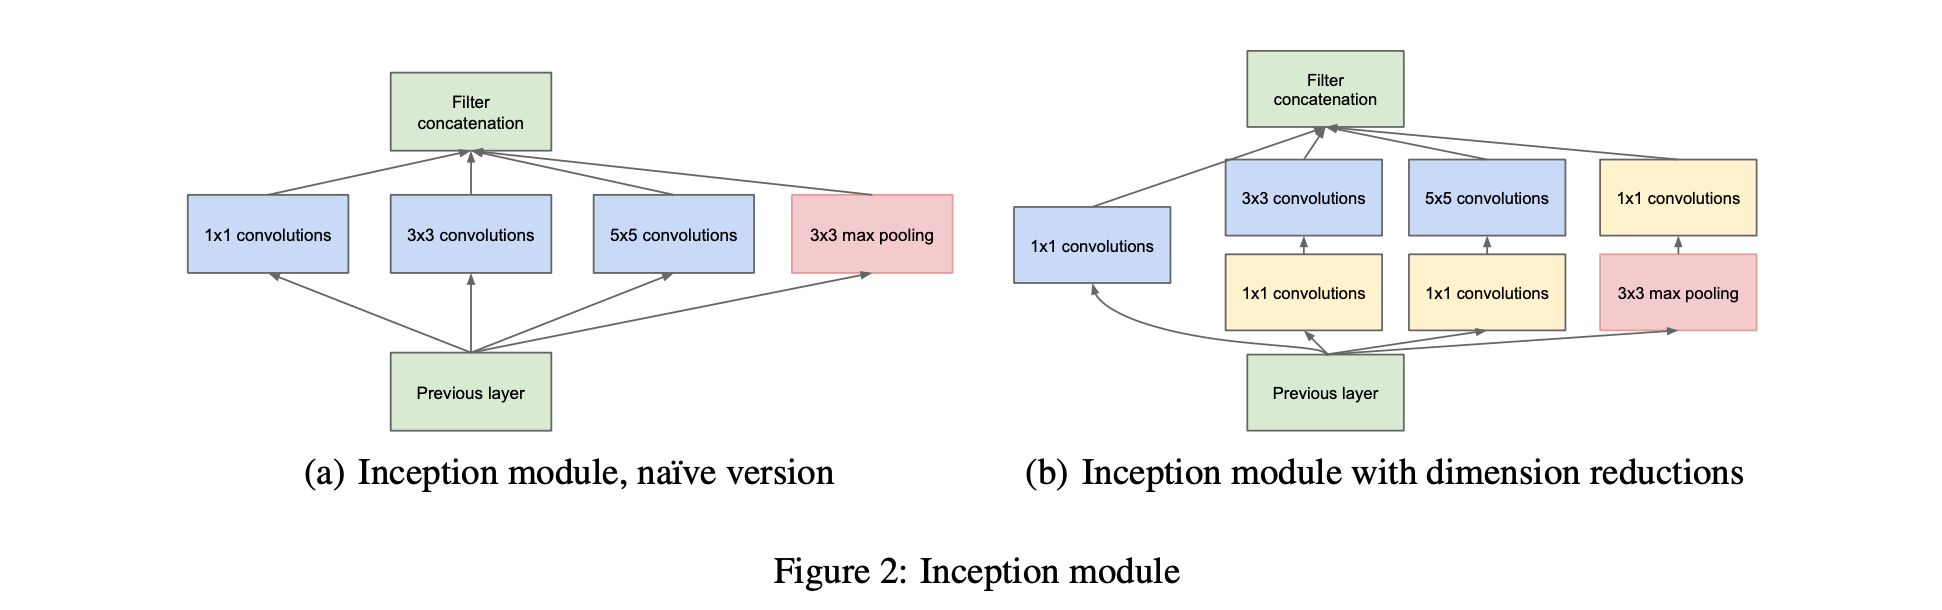 Filter
concatenation
1x1 convolutions
3x3 convolutions
5x5 convolutions
3x3 max pooling
Previous layer
(a) Inception module, naïve version
Filter
concatenation
1x1 convolutions
3x3 convolutions
5x5 convolutions
1x1 convolutions
1x1 convolutions
1x1 convolutions
3x3 max pooling
Previous layer
(b) Inception module with dimension reductions
Figure 2: Inception module